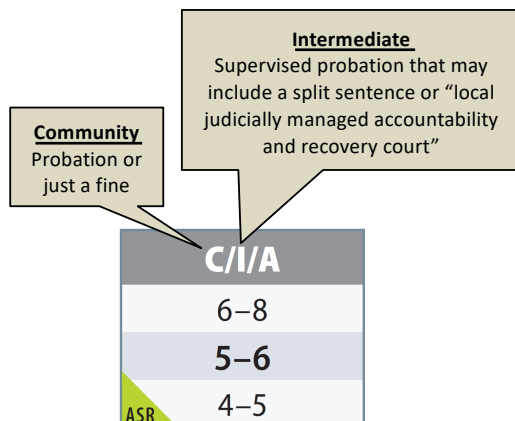 Intermediate
Supervised probation that may
include a split sentence or “local
judicially managed accountability
and recovery court”
Community
Probation or
just a fine
C/I/A
6–8
5–6
4–5
ASR